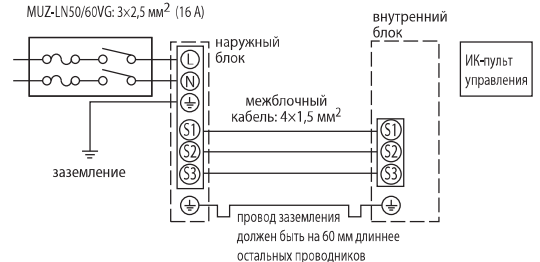 MUZ-LN50/60VG: 3×2,5 мм² (16 А)
наружный
блок
внутренний
блок
ИК-пульт
управления
L
N
межблочный
кабель: 4×1,5 мм²
S1
S2
S3
S1
S2
S3
заземление
провод заземления
должен быть на 60 мм длиннее
остальных проводников